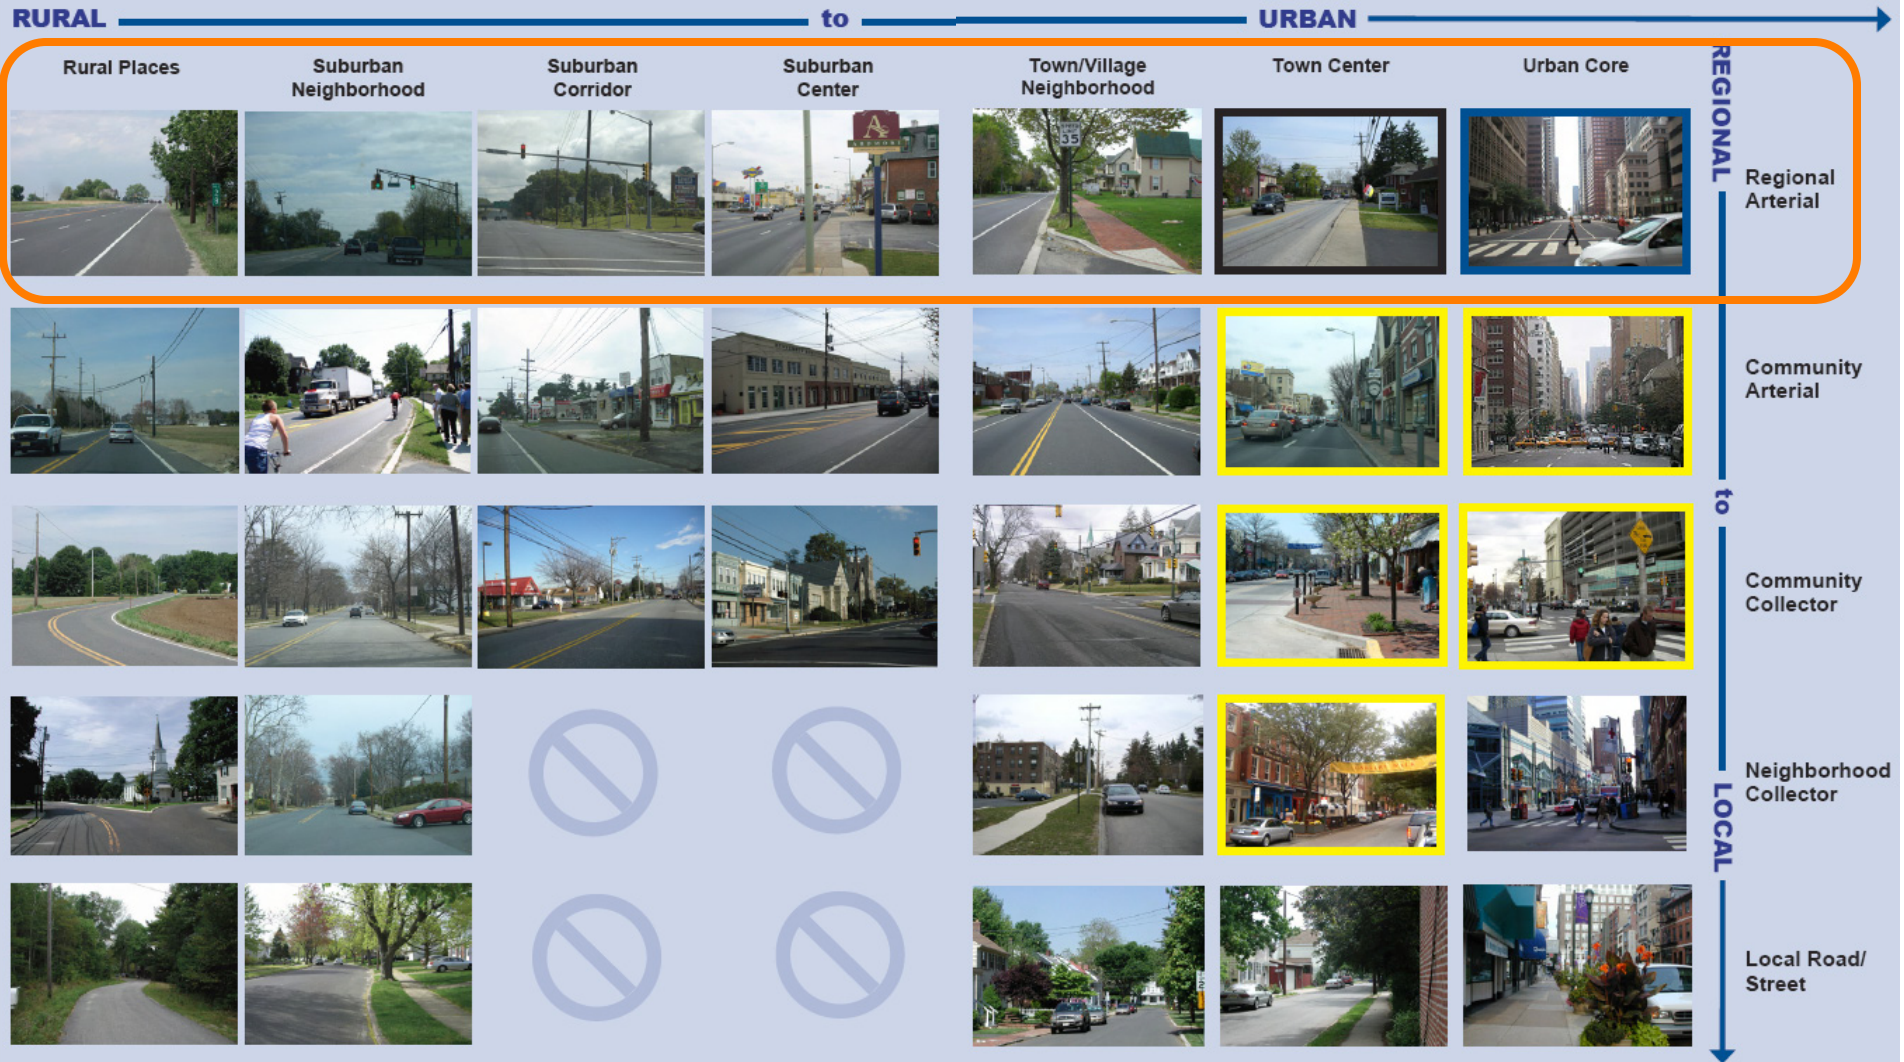 RURAL to URBAN
Rural Places
Suburban
Neighborhood
Suburban
Corridor
Suburban
Center
Town/Village
Neighborhood
Town Center
Urban Core
REGIONAL
to
LOCAL
35
A
Regional
Arterial
Community
Arterial
Community
Collector
Neighborhood
Collector
Local Road/
Street